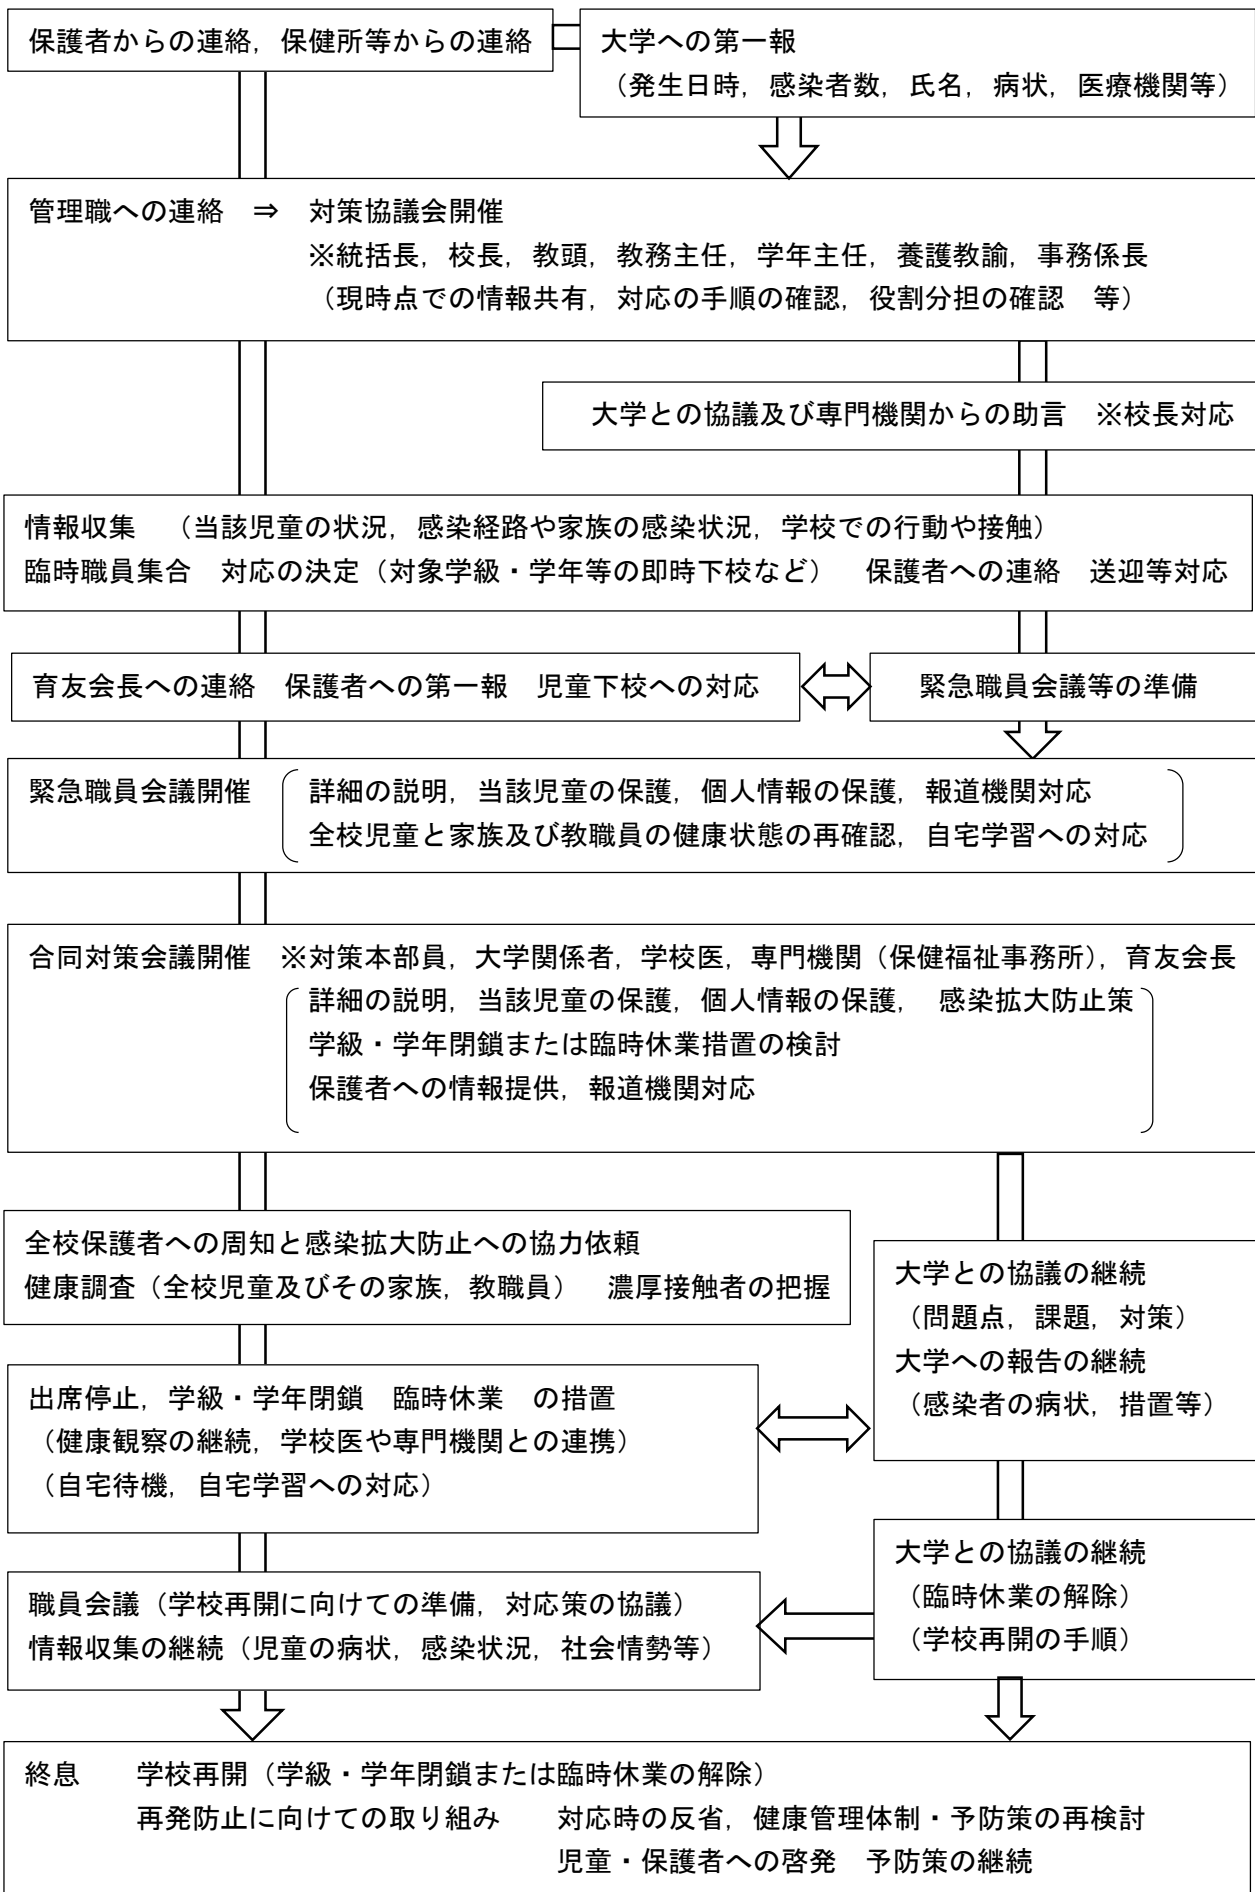 保護者からの連絡，保健所等からの連絡
大学への第一報
（発生日時，感染者数，氏名，病状，医療機関等）
管理職への連絡　⇒　対策協議会開催
※統括長，校長，教頭，教務主任，学年主任，養護教諭，事務係長
（現時点での情報共有，対応の手順の確認，役割分担の確認　等）
大学との協議及び専門機関からの助言　※校長対応
情報収集　（当該児童の状況，感染経路や家族の感染状況，学校での行動や接触）
臨時職員集合　対応の決定（対象学級・学年等の即時下校など）　保護者への連絡　送迎等対応
育友会長への連絡　保護者への第一報　児童下校への対応
緊急職員会議等の準備
緊急職員会議開催
詳細の説明，当該児童の保護，個人情報の保護，報道機関対応
全校児童と家族及び教職員の健康状態の再確認，自宅学習への対応
合同対策会議開催　※対策本部員，大学関係者，学校医，専門機関（保健福祉事務所），育友会長
詳細の説明，当該児童の保護，個人情報の保護，　感染拡大防止策
学級・学年閉鎖または臨時休業措置の検討
保護者への情報提供，報道機関対応
全校保護者への周知と感染拡大防止への協力依頼
健康調査（全校児童及びその家族，教職員）　濃厚接触者の把握
大学との協議の継続
（問題点，課題，対策）
大学への報告の継続
（感染者の病状，措置等）
出席停止，学級・学年閉鎖　臨時休業　の措置
（健康観察の継続，学校医や専門機関との連携）
（自宅待機，自宅学習への対応）
大学との協議の継続
（臨時休業の解除）
（学校再開の手順）
職員会議（学校再開に向けての準備，対応策の協議）
情報収集の継続（児童の病状，感染状況，社会情勢等）
終息　　学校再開（学級・学年閉鎖または臨時休業の解除）
再発防止に向けての取り組み　　対応時の反省，健康管理体制・予防策の再検討
児童・保護者への啓発　予防策の継続